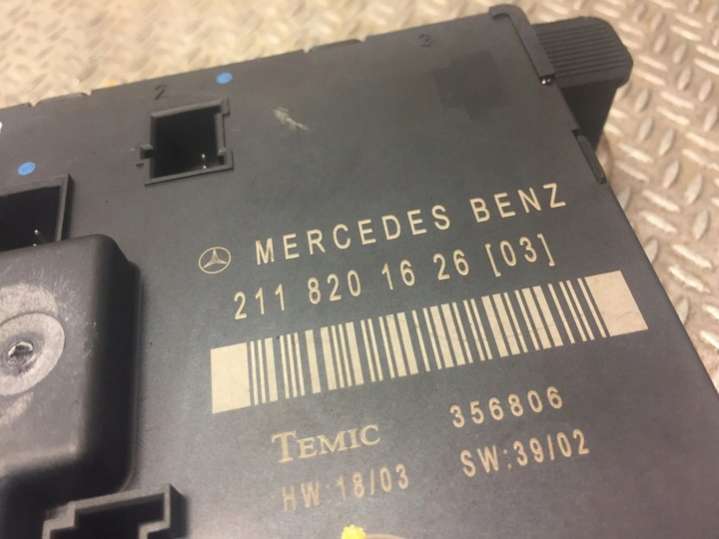 2
3
MERCEDES BENZ
211 820 16 26 [03]
TEMIC 356806
HW:18/03 SW:39/02